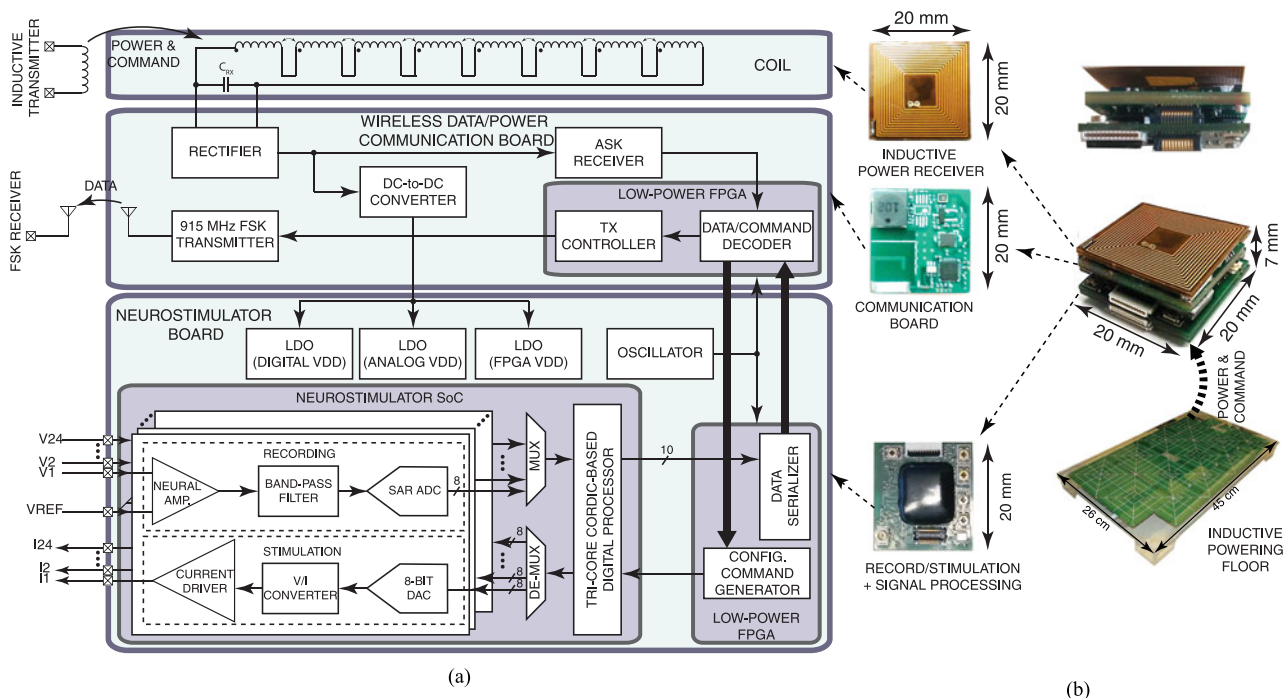 INDUCTIVE
TRANSMITTER
POWER &
COMMAND
C_RX
COIL
WIRELESS DATA/POWER
COMMUNICATION BOARD
RECTIFIER
ASK
RECEIVER
DC-to-DC
CONVERTER
LOW-POWER FPGA
DATA
FSK RECEIVER
915 MHz FSK
TRANSMITTER
TX
CONTROLLER
DATA/COMMAND
DECODER
NEUROSTIMULATOR
BOARD
LDO
(DIGITAL VDD)
LDO
(ANALOG VDD)
LDO
(FPGA VDD)
OSCILLATOR
NEUROSTIMULATOR SoC
V24
V2
V1
VREF
I24
I2
I1
RECORDING
NEURAL
AMP.
BAND-PASS
FILTER
SAR ADC
8
MUX
STIMULATION
CURRENT
DRIVER
V/I
CONVERTER
8-BIT
DAC
8
8
8
DE-MUX
TRI-CORE CORDIC-BASED
DIGITAL PROCESSOR
10
DATA
SERIALIZER
CONFIG.
COMMAND
GENERATOR
LOW-POWER
FPGA
(a)
20 mm
20 mm
INDUCTIVE
POWER RECEIVER
102
20 mm
COMMUNICATION
BOARD
20 mm
RECORD/STIMULATION
+ SIGNAL PROCESSING
7 mm
20 mm
20 mm
POWER &
COMMAND
26 cm
45 cm
INDUCTIVE
POWERING
FLOOR
(b)